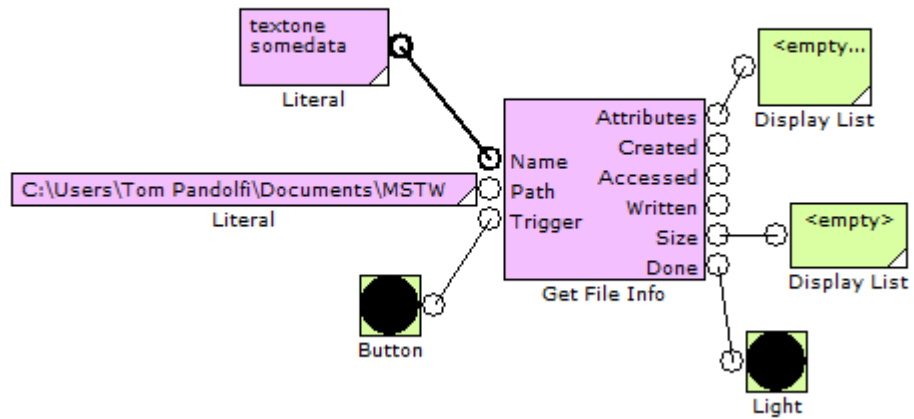 textone
somedata
Literal
<empty...
Display List
Attributes
Created
Accessed
Written
Size
Done
Name
Path
Trigger
Get File Info
C:\Users\Tom Pandolfi\Documents\MSTW
Literal
<empty>
Display List
Button
Light